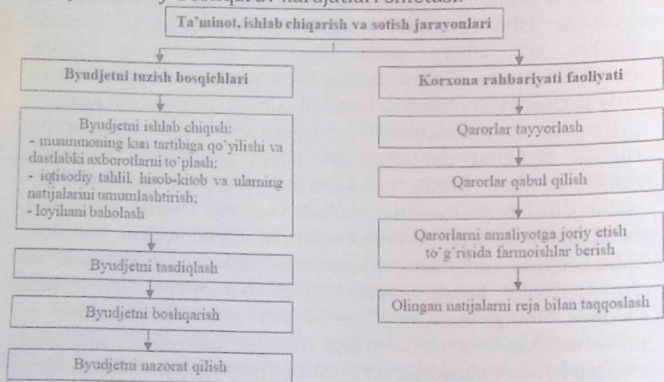 boshqaruv xarajatlari smetasi.
Ta'minot, ishlab chiqarish va sotish jarayonlari
Byudjetni tuzish bosqichlari
Byudjetni ishlab chiqish:
- muammoning kun tartibiga qo'yilishi va
dastlabki axborotlarni to'plash;
- iqtisodiy tahlil, hisob-kitob va ularning
natijalarini umumlashtirish;
- loyihani baholash
Byudjetni tasdiqlash
Byudjetni boshqarish
Byudjetni nazorat qilish
Korxona rahbariyati faoliyati
Qarorlar tayyorlash
Qarorlar qabul qilish
Qarorlarni amaliyotga joriy etish
to'g'risida farmoishlar berish
Olingan natijalarni reja bilan taqqoslash